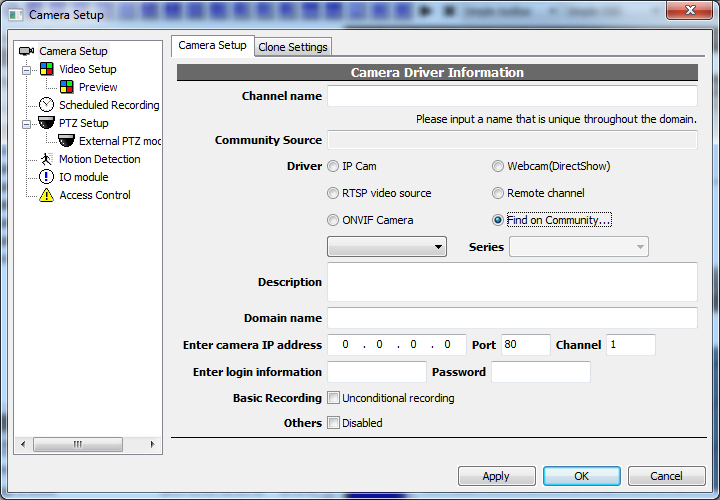 Camera Setup
Camera Setup
Video Setup
Preview
Scheduled Recording
PTZ Setup
External PTZ moc
Motion Detection
IO module
Access Control
Camera Setup Clone Settings
Camera Driver Information
Channel name
Please input a name that is unique throughout the domain.
Community Source
Driver IP Cam Webcam(DirectShow)
RTSP video source Remote channel
ONVIF Camera Find on Community...
Series
Description
Domain name
Enter camera IP address 0 . 0 . 0 . 0 Port 80 Channel 1
Enter login information Password
Basic Recording Unconditional recording
Others Disabled
Apply OK Cancel